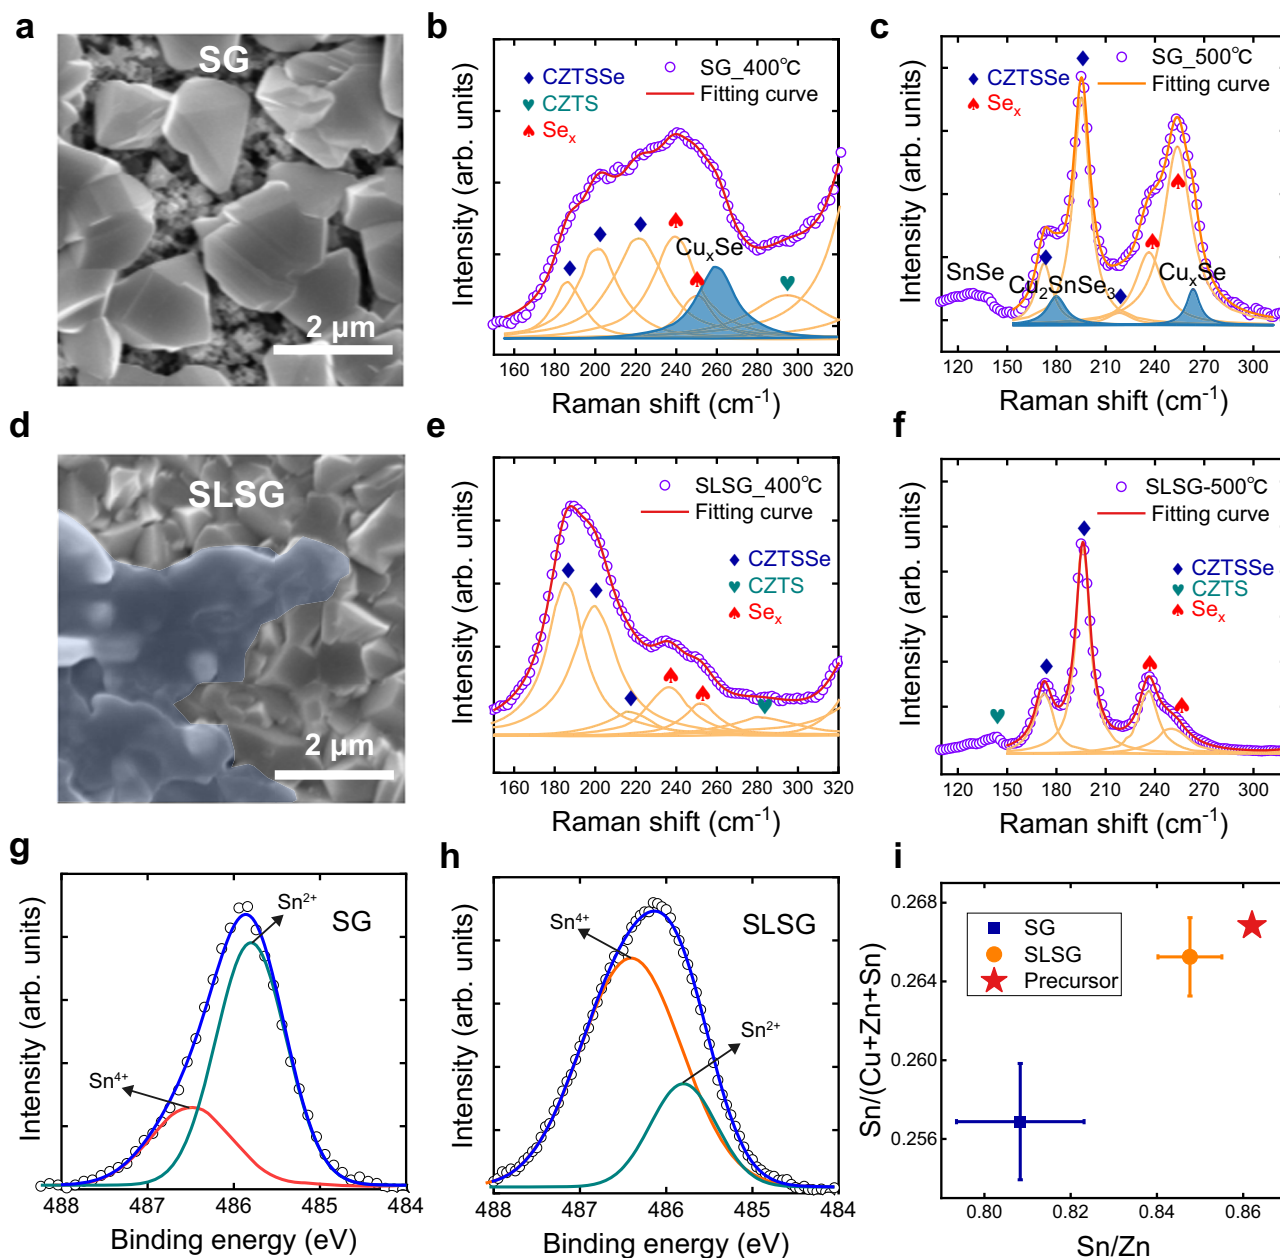 a
SG
2 μm
b
Intensity (arb. units)
♦ CZTSSe
♥ CZTS
♠ Seₓ
SG_400℃
Fitting curve
CuₓSe
160 180 200 220 240 260 280 300 320
Raman shift (cm⁻¹)
c
Intensity (arb. units)
♦ CZTSSe
♠ Seₓ
SG_500℃
Fitting curve
SnSe
Cu₂SnSe₃
CuₓSe
120 150 180 210 240 270 300
Raman shift (cm⁻¹)
d
SLSG
2 μm
e
Intensity (arb. units)
SLSG_400℃
Fitting curve
♦ CZTSSe
♥ CZTS
♠ Seₓ
160 180 200 220 240 260 280 300 320
Raman shift (cm⁻¹)
f
Intensity (arb. units)
SLSG-500℃
Fitting curve
♦ CZTSSe
♥ CZTS
♠ Seₓ
120 150 180 210 240 270 300
Raman shift (cm⁻¹)
g
Intensity (arb. units)
Sn²⁺
SG
Sn⁴⁺
488 487 486 485 484
Binding energy (eV)
h
Intensity (arb. units)
Sn⁴⁺
SLSG
Sn²⁺
488 487 486 485 484
Binding energy (eV)
i
Sn/(Cu+Zn+Sn)
0.268
0.264
0.260
0.256
SG
SLSG
Precursor
0.80 0.82 0.84 0.86
Sn/Zn